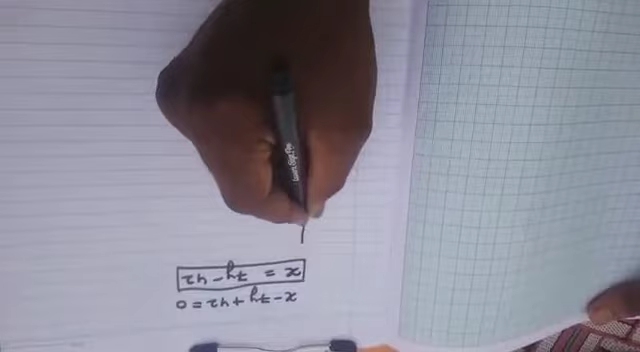 x-7y+42=0
x = 7y-42